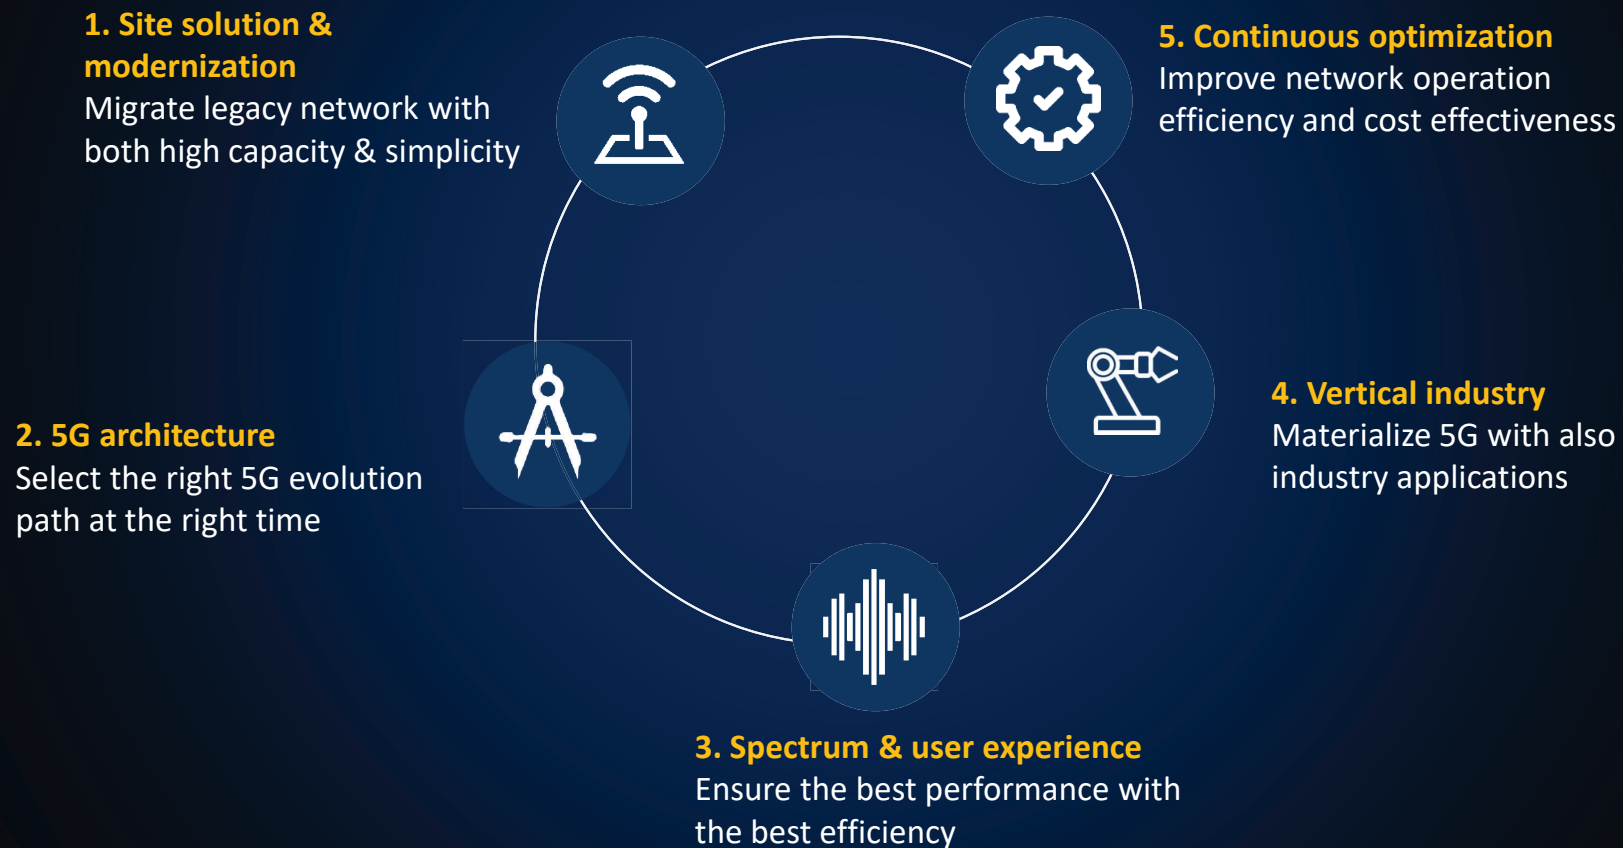 1. Site solution &
modernization
Migrate legacy network with
both high capacity & simplicity
2. 5G architecture
Select the right 5G evolution
path at the right time
3. Spectrum & user experience
Ensure the best performance with
the best efficiency
4. Vertical industry
Materialize 5G with also
industry applications
5. Continuous optimization
Improve network operation
efficiency and cost effectiveness